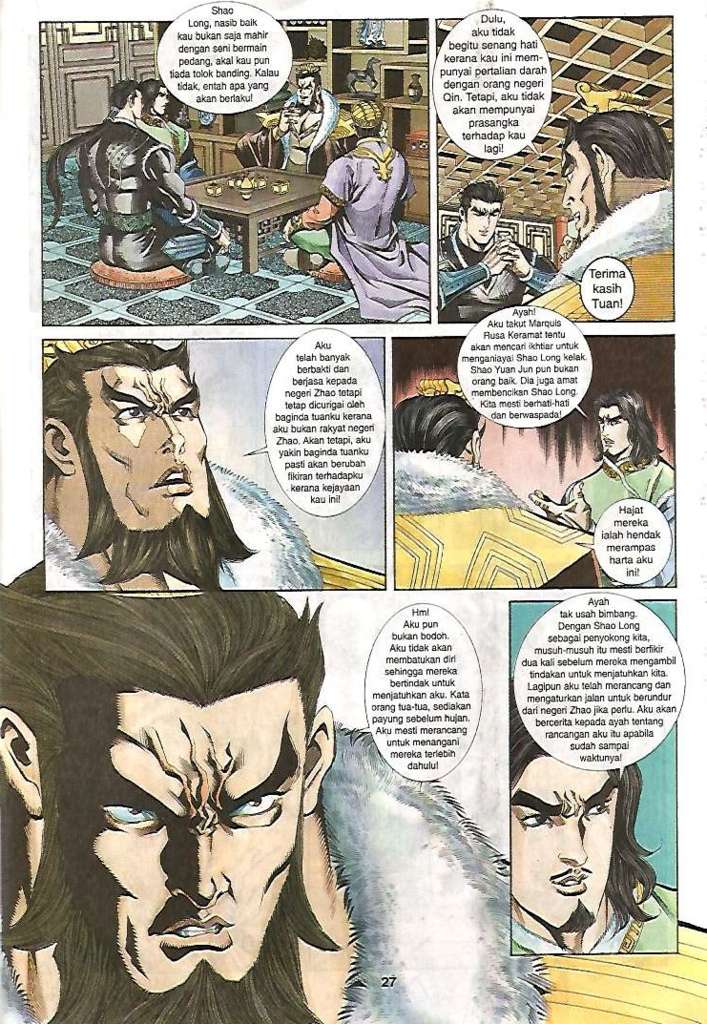 Shao
Long, nasib baik
kau bukan saja mahir
dengan seni bermain
pedang, akal kau pun
tiada tolok banding. Kalau
tidak, entah apa yang
akan berlaku!
Dulu,
aku tidak
begitu senang hati
kerana kau ini mem-
punyai pertalian darah
dengan orang negeri
Qin. Tetapi, aku tidak
akan mempunyai
prasangka
terhadap kau
lagi!
Terima
kasih
Tuan!
Aku
telah banyak
berbakti dan
berjasa kepada
negeri Zhao tetapi
tetap dicurigai oleh
baginda tuanku kerana
aku bukan rakyat negeri
Zhao. Akan tetapi, aku
yakin baginda tuanku
pasti akan berubah
fikiran terhadapku
kerana kejayaan
kau ini!
Ayah!
Aku takut Marquis
Rusa Keramat tentu
akan mencari ikhtiar untuk
menganiayai Shao Long kelak.
Shao Yuan Jun pun bukan
orang baik. Dia juga amat
membencikan Shao Long.
Kita mesti berhati-hati
dan berwaspada!
Hajat
mereka
ialah hendak
merampas
harta aku
ini!
Hm!
Aku pun
bukan bodoh.
Aku tidak akan
membatukan diri
sehingga mereka
bertindak untuk
menjatuhkan aku. Kata
orang tua-tua, sediakan
payung sebelum hujan.
Aku mesti merancang
untuk menangani
mereka terlebih
dahulu!
Ayah
tak usah bimbang.
Dengan Shao Long
sebagai penyokong kita,
musuh-musuh itu mesti berfikir
dua kali sebelum mereka mengambil
tindakan untuk menjatuhkan kita.
Lagipun aku telah merancang dan
mengaturkan jalan untuk berundur
dari negeri Zhao jika perlu. Aku akan
bercerita kepada ayah tentang
rancangan aku itu apabila
sudah sampai
waktunya!
27